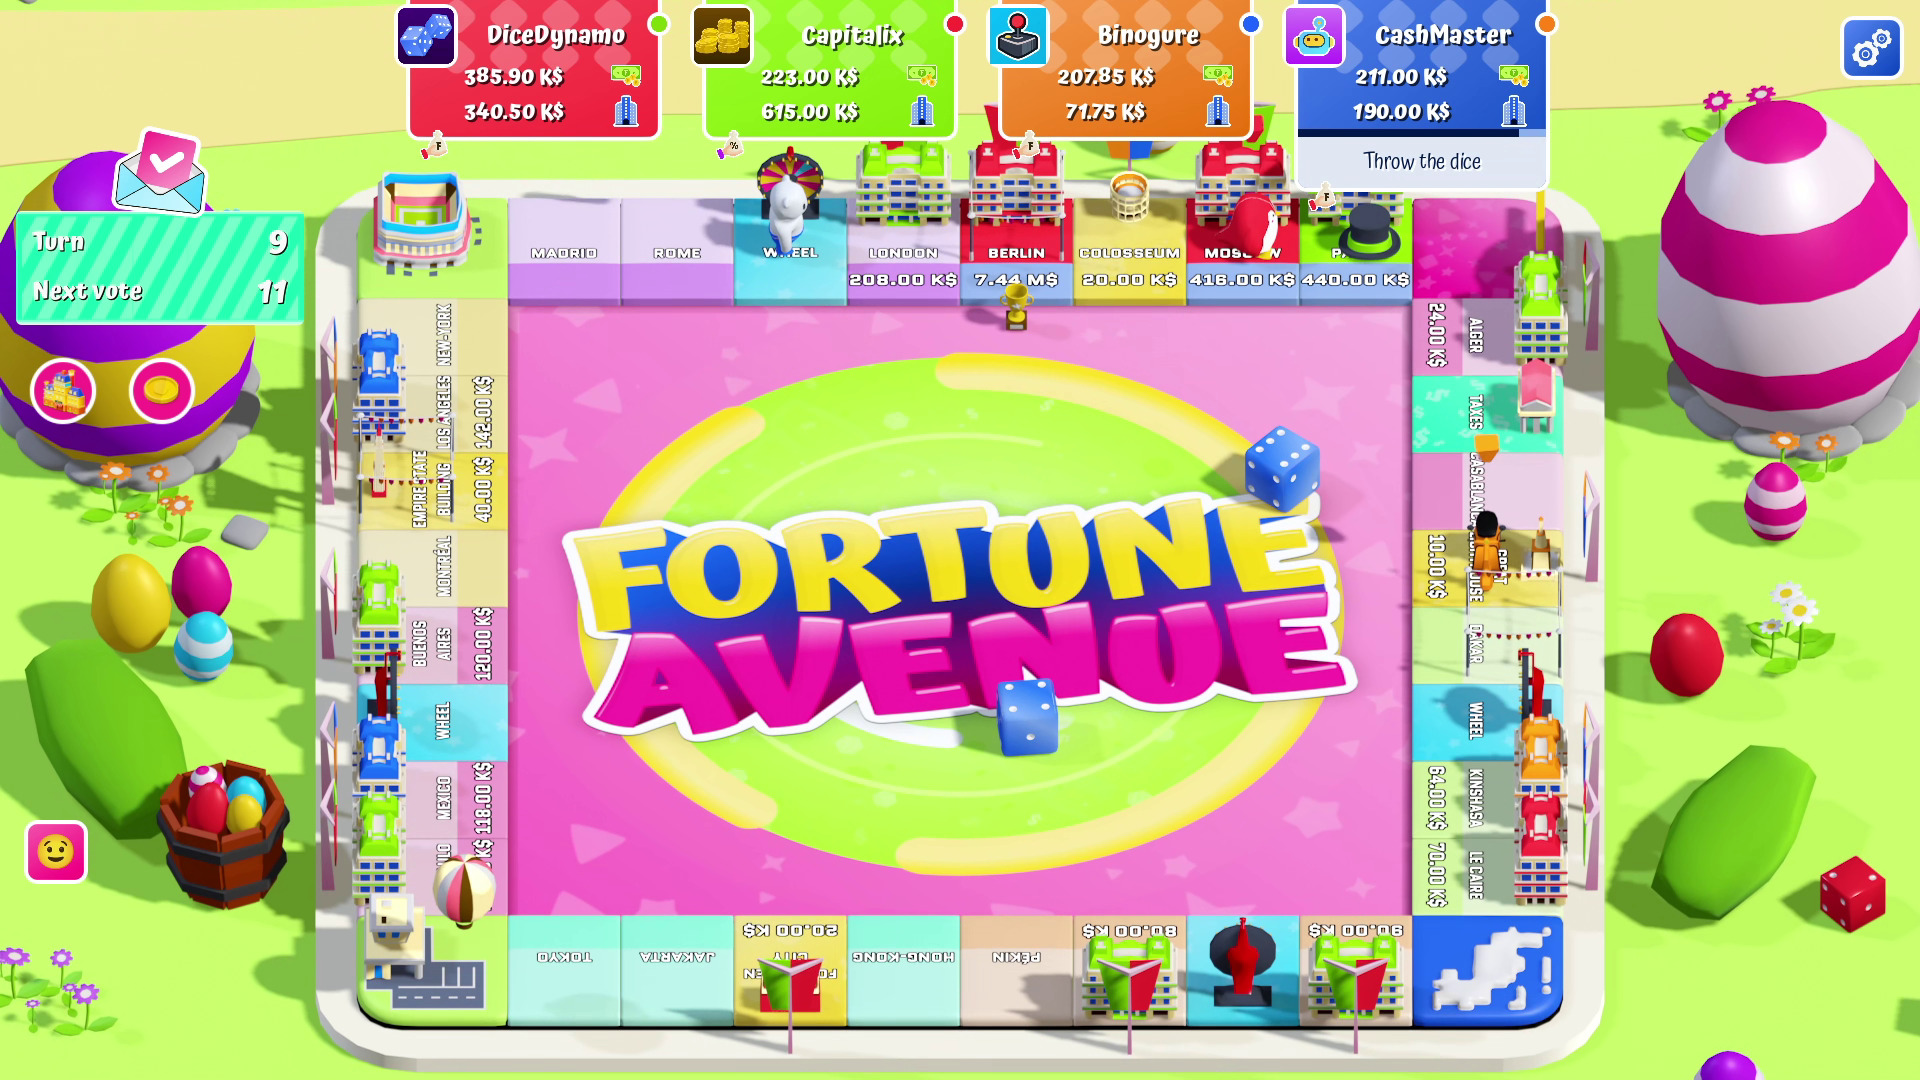 DiceDynamo
385.90 K$
340.50 K$
Capitalix
223.00 K$
615.00 K$
Binogure
207.85 K$
71.75 K$
CashMaster
211.00 K$
190.00 K$
Throw the dice
Turn 9
Next vote 11
MADRID
ROME
LONDON
BERLIN
COLOSSEUM
208.00 K$
7.44 M$
20.00 K$
416.00 K$
440.00 K$
NEW-YORK
LOS ANGELES
142.00 K$
EMPIRE STATE
BUILDING
40.00 K$
MONTRÉAL
BUENOS
AIRES
120.00 K$
WHEEL
MEXICO
118.00 K$
ALGER
24.00 K$
TAXES
10.00 K$
DAKAR
WHEEL
KINSHASA
64.00 K$
LE CAIRE
70.00 K$
FORTUNE
AVENUE
TOKYO
JAKARTA
20.00 K$
CITY
HONG-KONG
PÉKIN
80.00 K$
90.00 K$